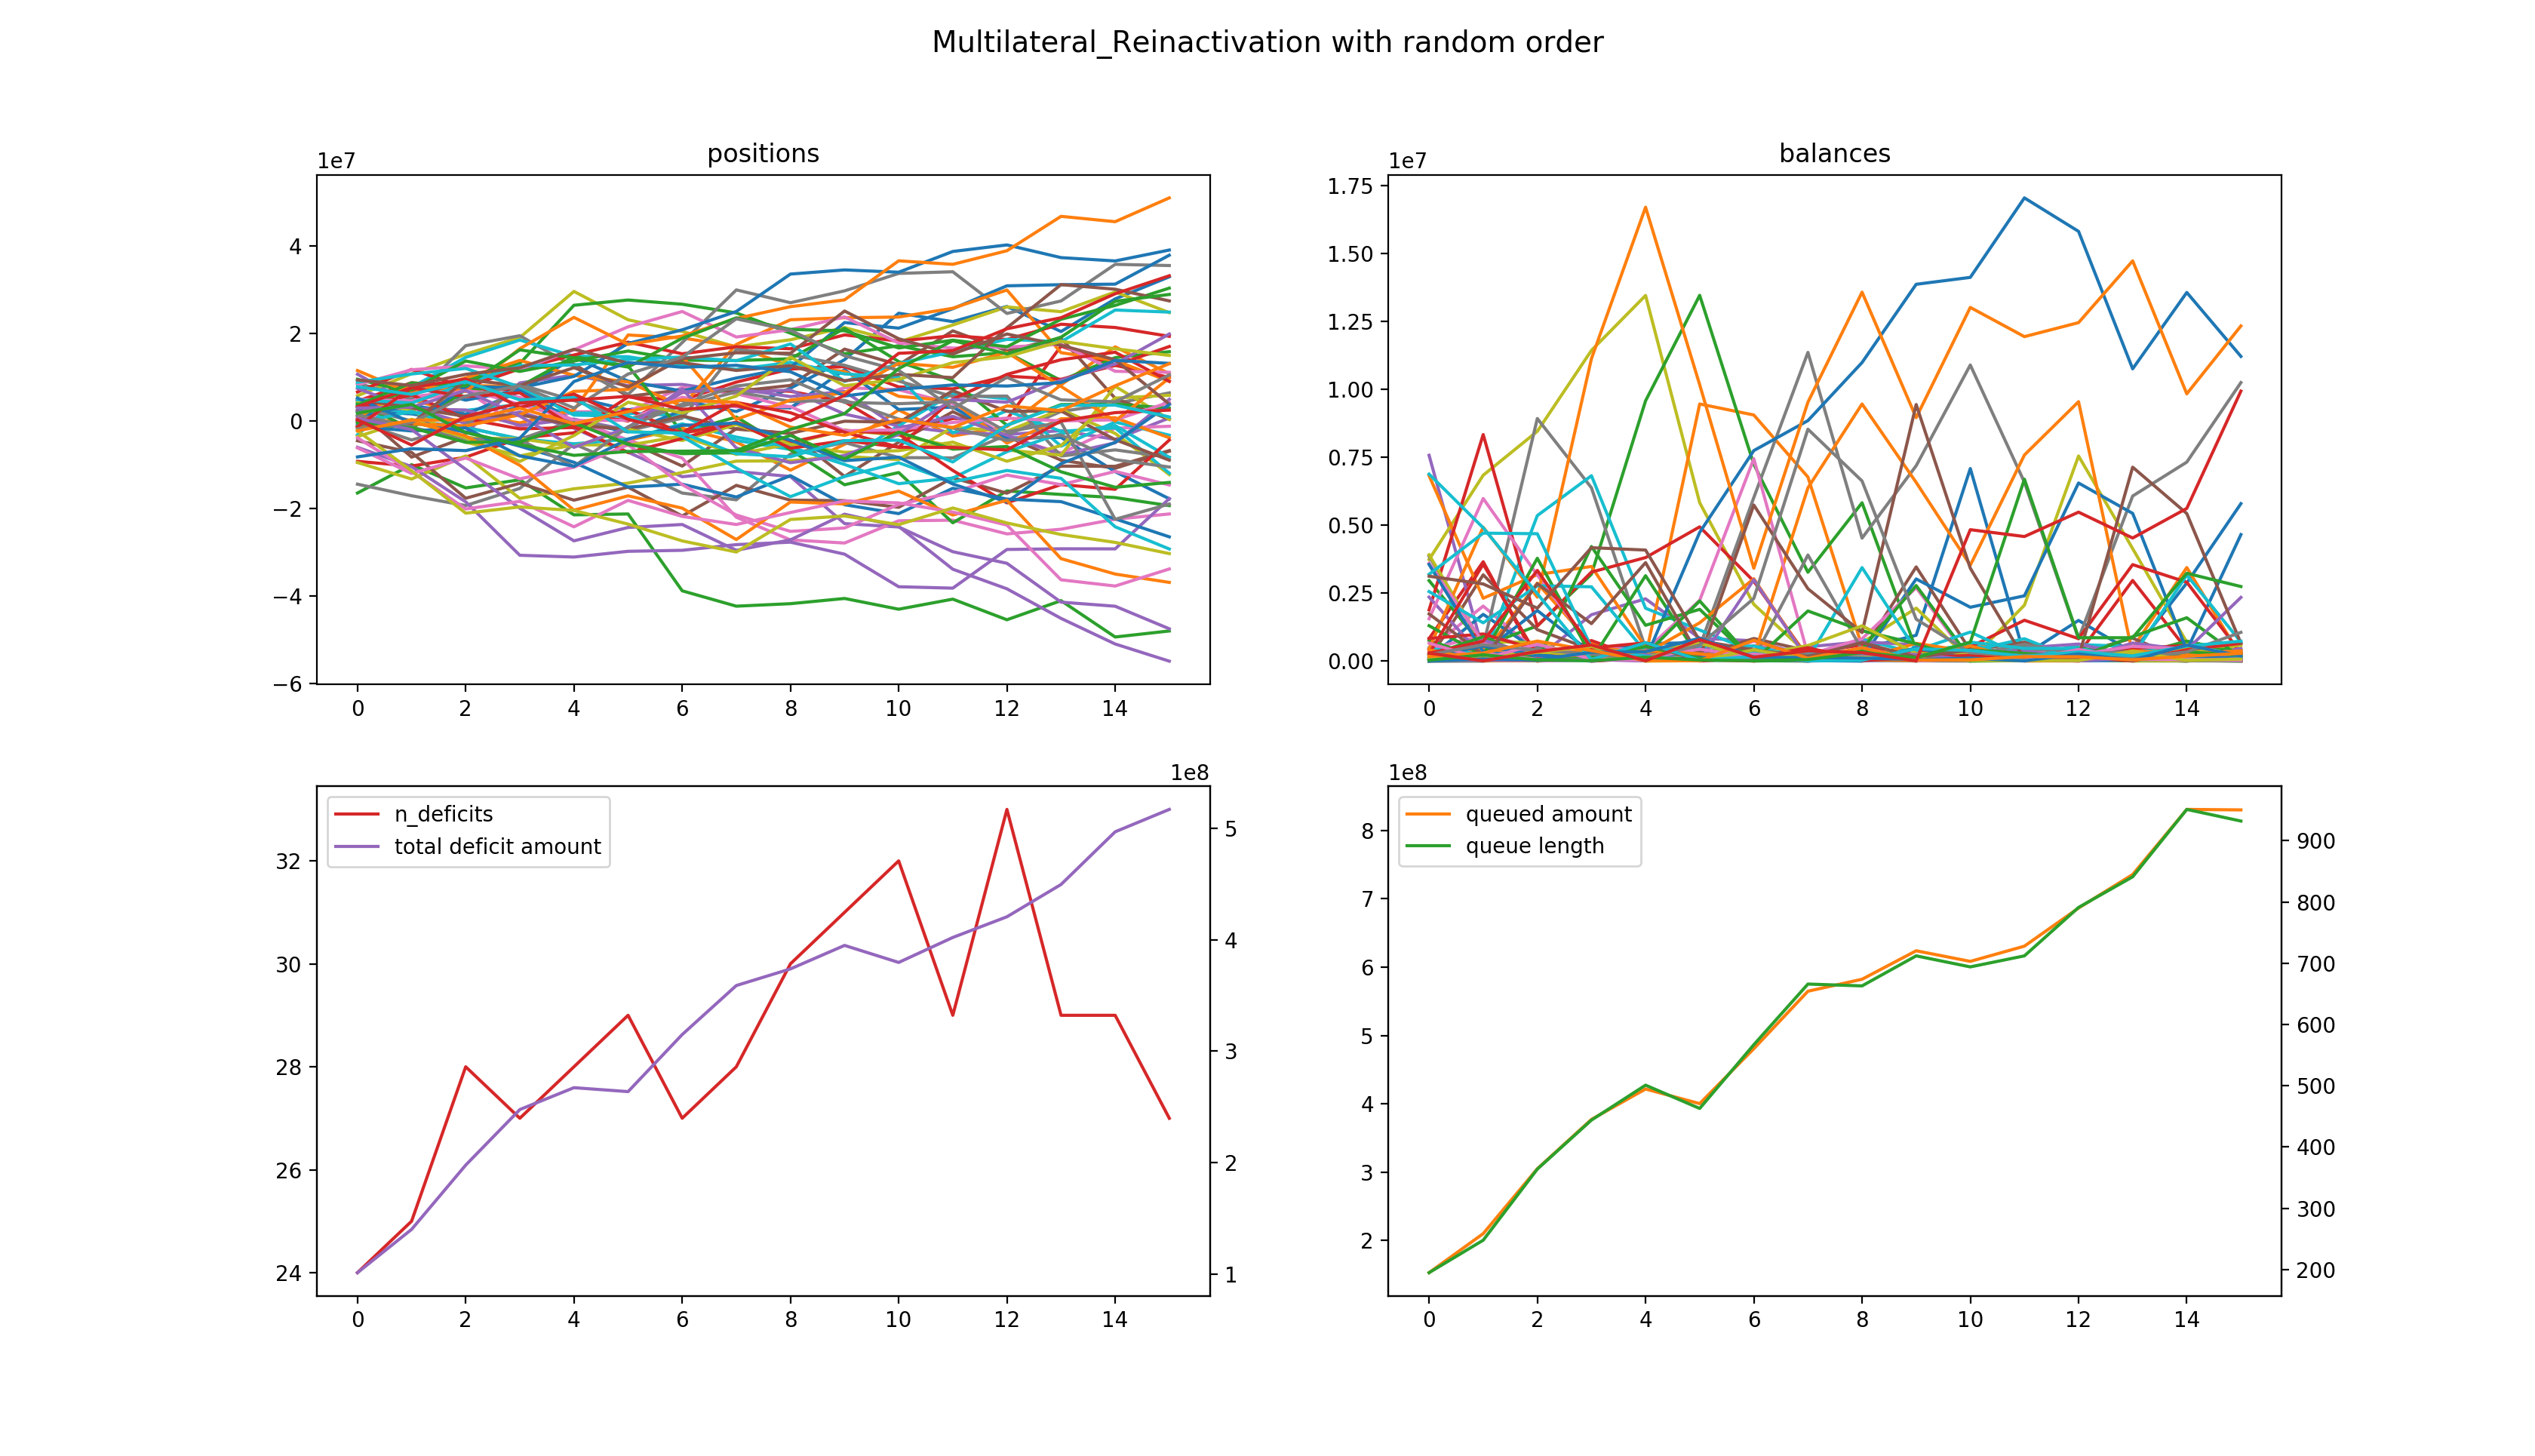 Multilateral_Reinactivation with random order
positions
1e7
4
2
0
−2
−4
−6
0 2 4 6 8 10 12 14
balances
1e7
1.75
1.50
1.25
1.00
0.75
0.50
0.25
0.00
0 2 4 6 8 10 12 14
1e8
n_deficits
total deficit amount
32
30
28
26
24
5
4
3
2
1
0 2 4 6 8 10 12 14
1e8
queued amount
queue length
8
7
6
5
4
3
2
900
800
700
600
500
400
300
200
0 2 4 6 8 10 12 14